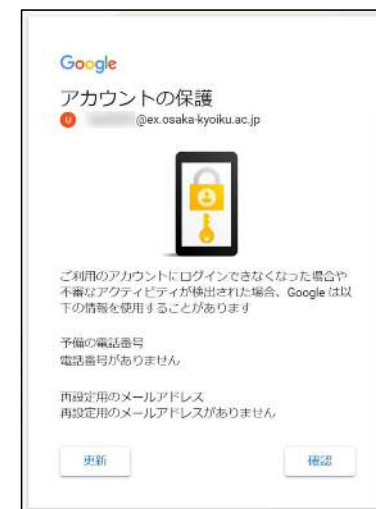 Google
アカウントの保護
U @ex.osaka-kyoiku.ac.jp
ご利用のアカウントにログインできなくなった場合や
不審なアクティビティが検出された場合、Google は以
下の情報を使用することがあります
予備の電話番号
電話番号がありません
再設定用のメールアドレス
再設定用のメールアドレスがありません
更新 確認